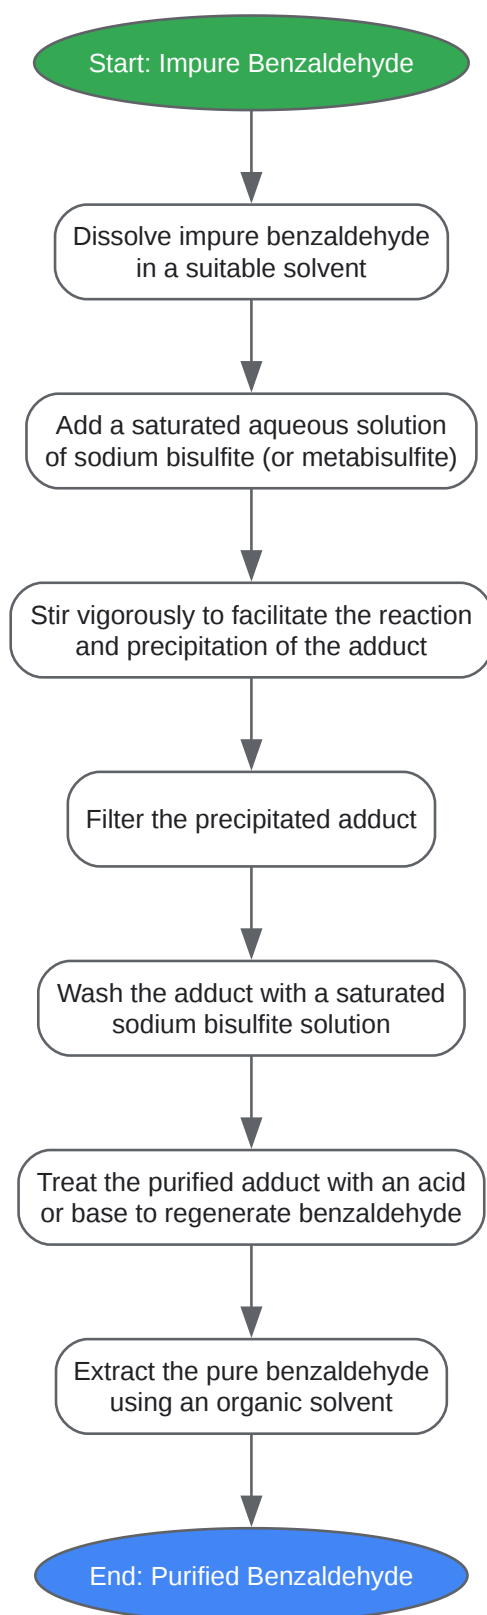 Start: Impure Benzaldehyde
Dissolve impure benzaldehyde
in a suitable solvent
Add a saturated aqueous solution
of sodium bisulfite (or metabisulfite)
Stir vigorously to facilitate the reaction
and precipitation of the adduct
Filter the precipitated adduct
Wash the adduct with a saturated
sodium bisulfite solution
Treat the purified adduct with an acid
or base to regenerate benzaldehyde
Extract the pure benzaldehyde
using an organic solvent
End: Purified Benzaldehyde